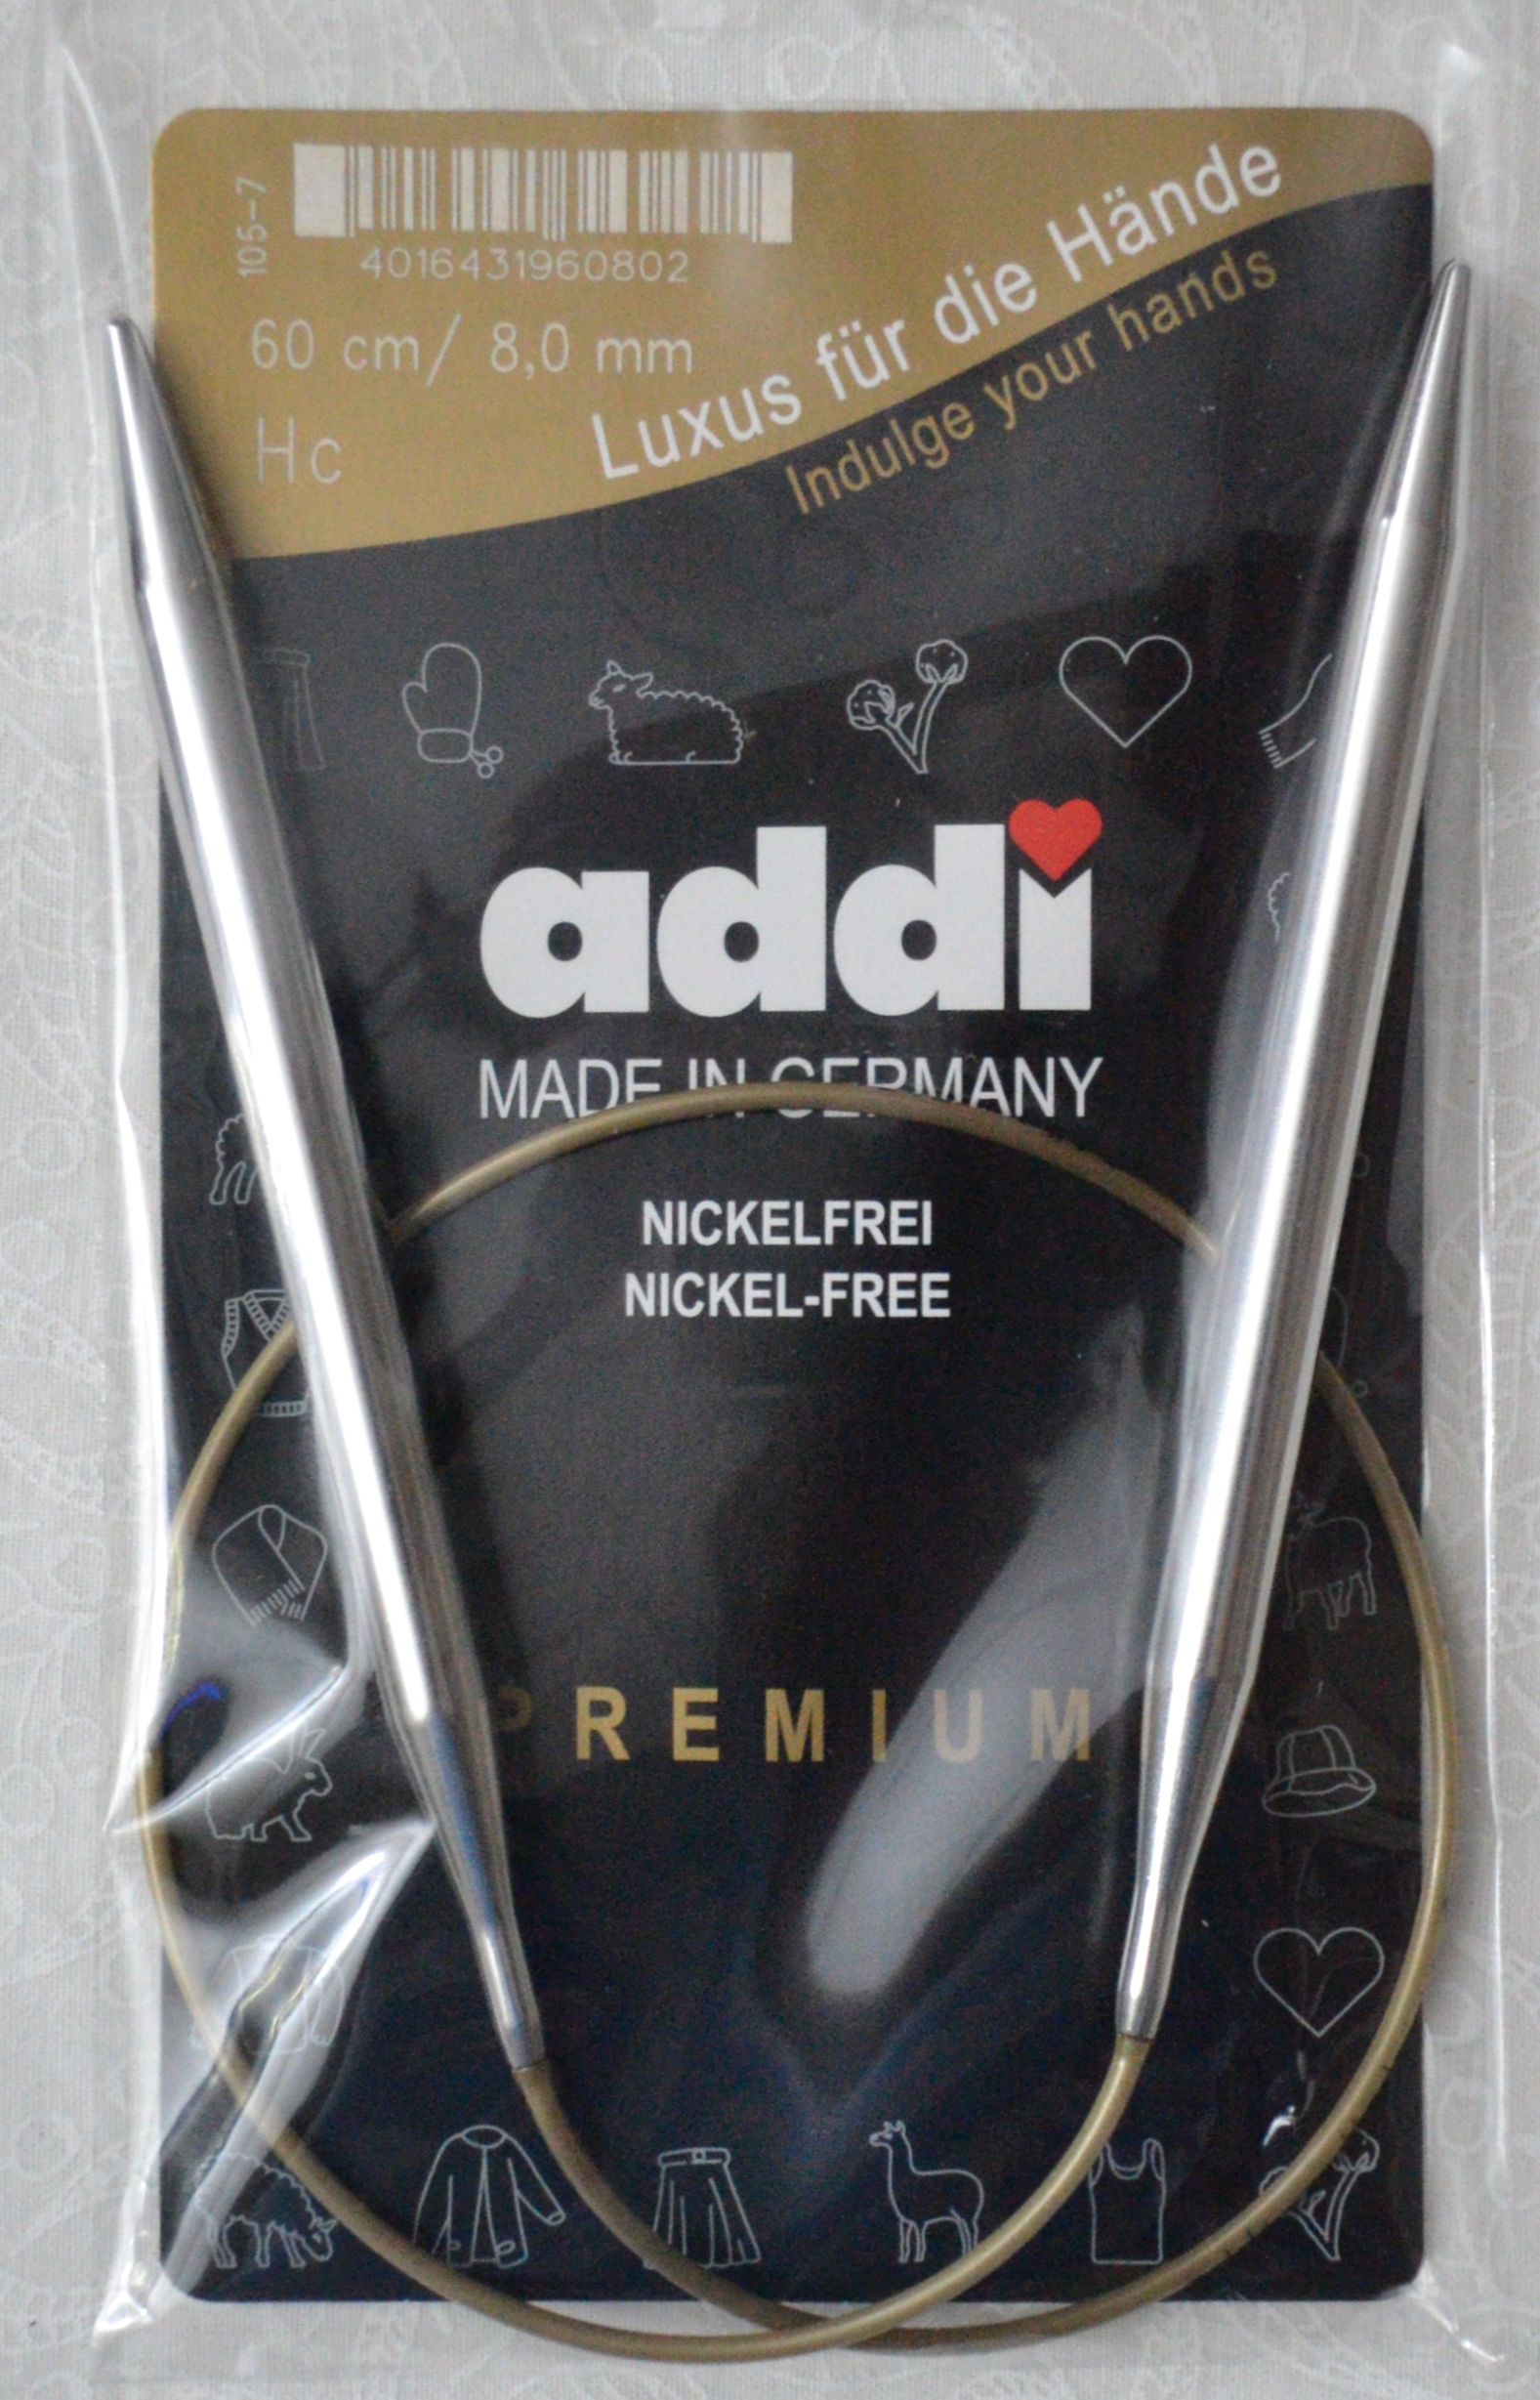 105-7
4016431960802
60 cm/ 8,0 mm
Hc
Luxus für die Hände
Indulge your hands
addi
MADE IN GERMANY
NICKELFREI
NICKEL-FREE
PREMIUM